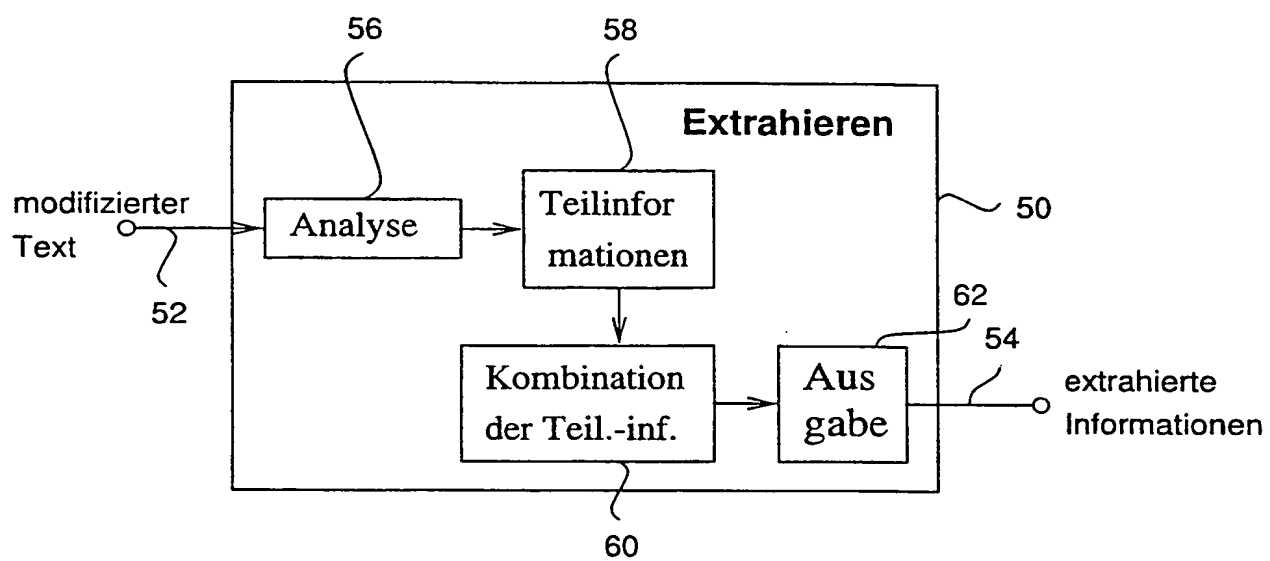 56
58
Extrahieren
modifizierter
Text
52
Analyse
Teilinfor
mationen
50
62
54
Kombination
der Teil.-inf.
Aus
gabe
extrahierte
Informationen
60